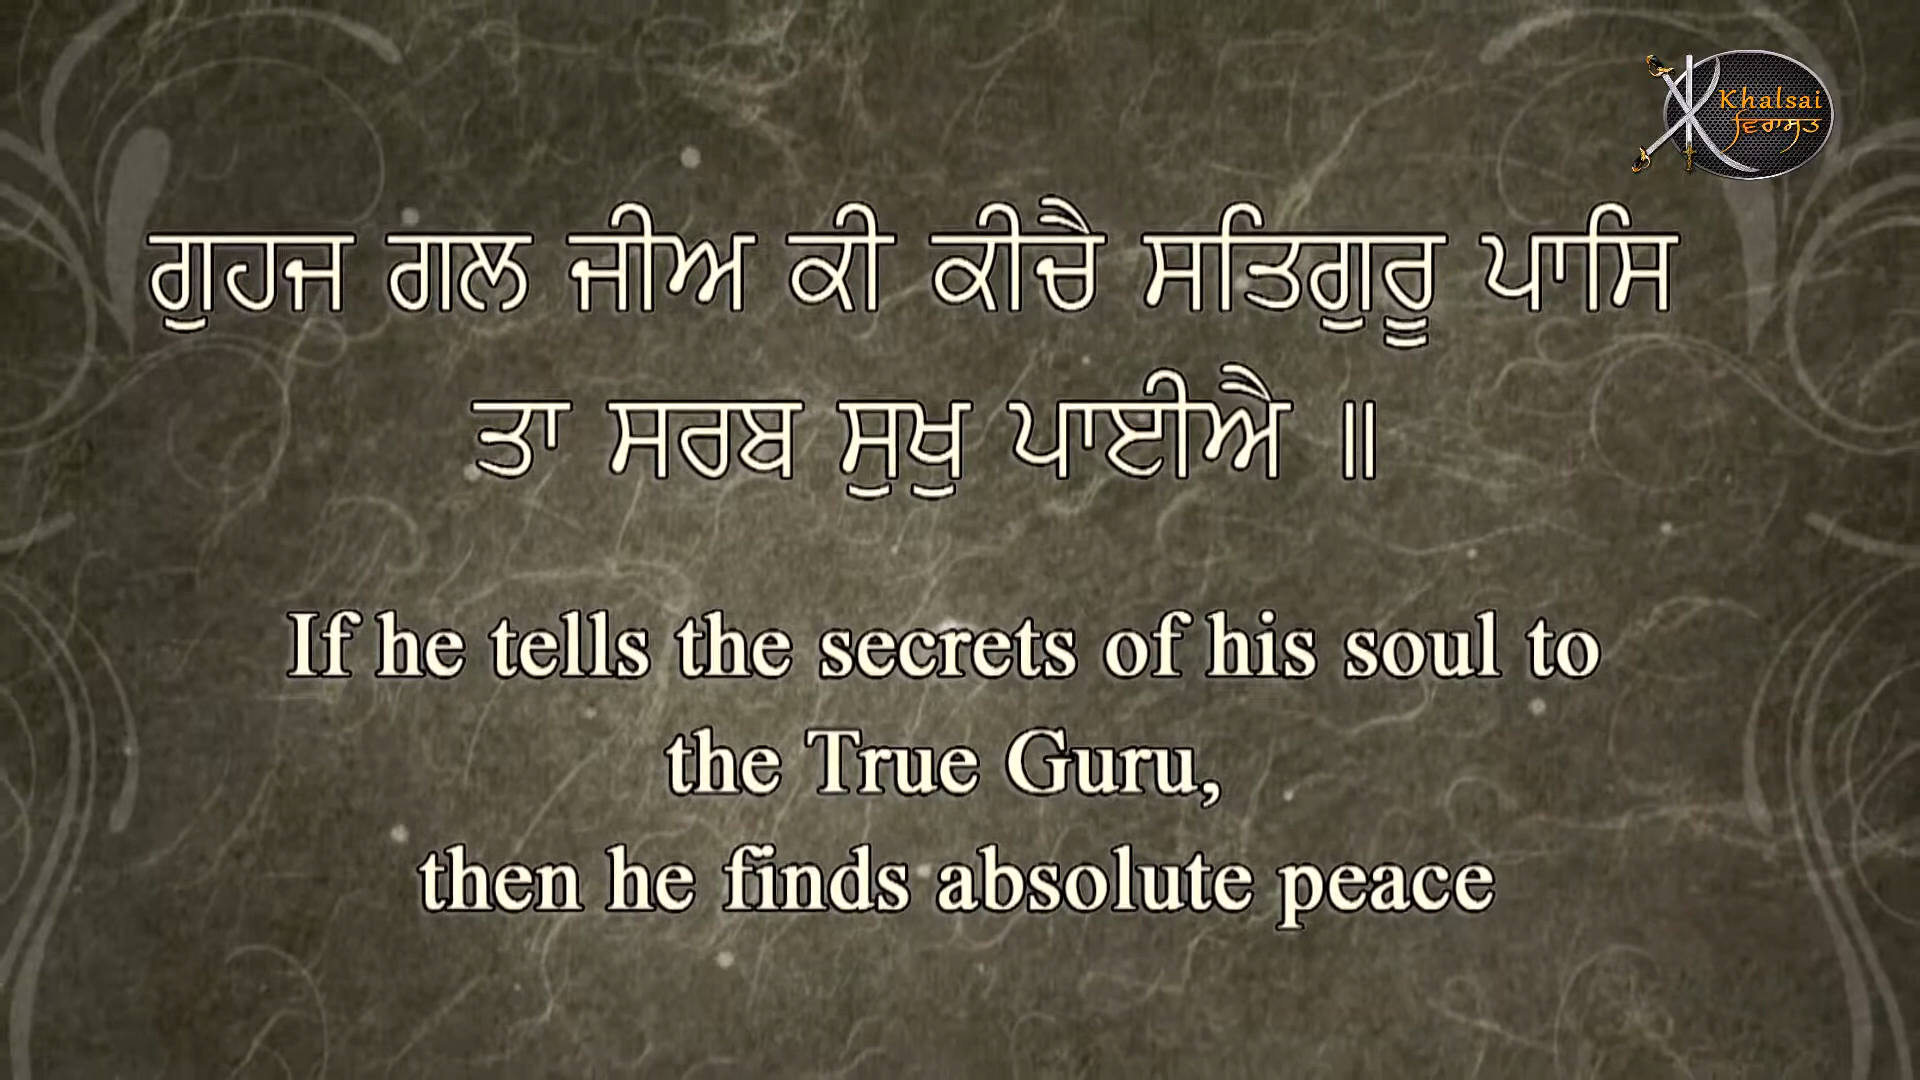 Khalsai
ਵਿਰਾਸਤ
ਗੁਹਜ ਗਲ ਜੀਅ ਕੀ ਕੀਚੈ ਸਤਿਗੁਰੂ ਪਾਸਿ
ਤਾ ਸਰਬ ਸੁਖੁ ਪਾਈਐ ॥
If he tells the secrets of his soul to
the True Guru,
then he finds absolute peace